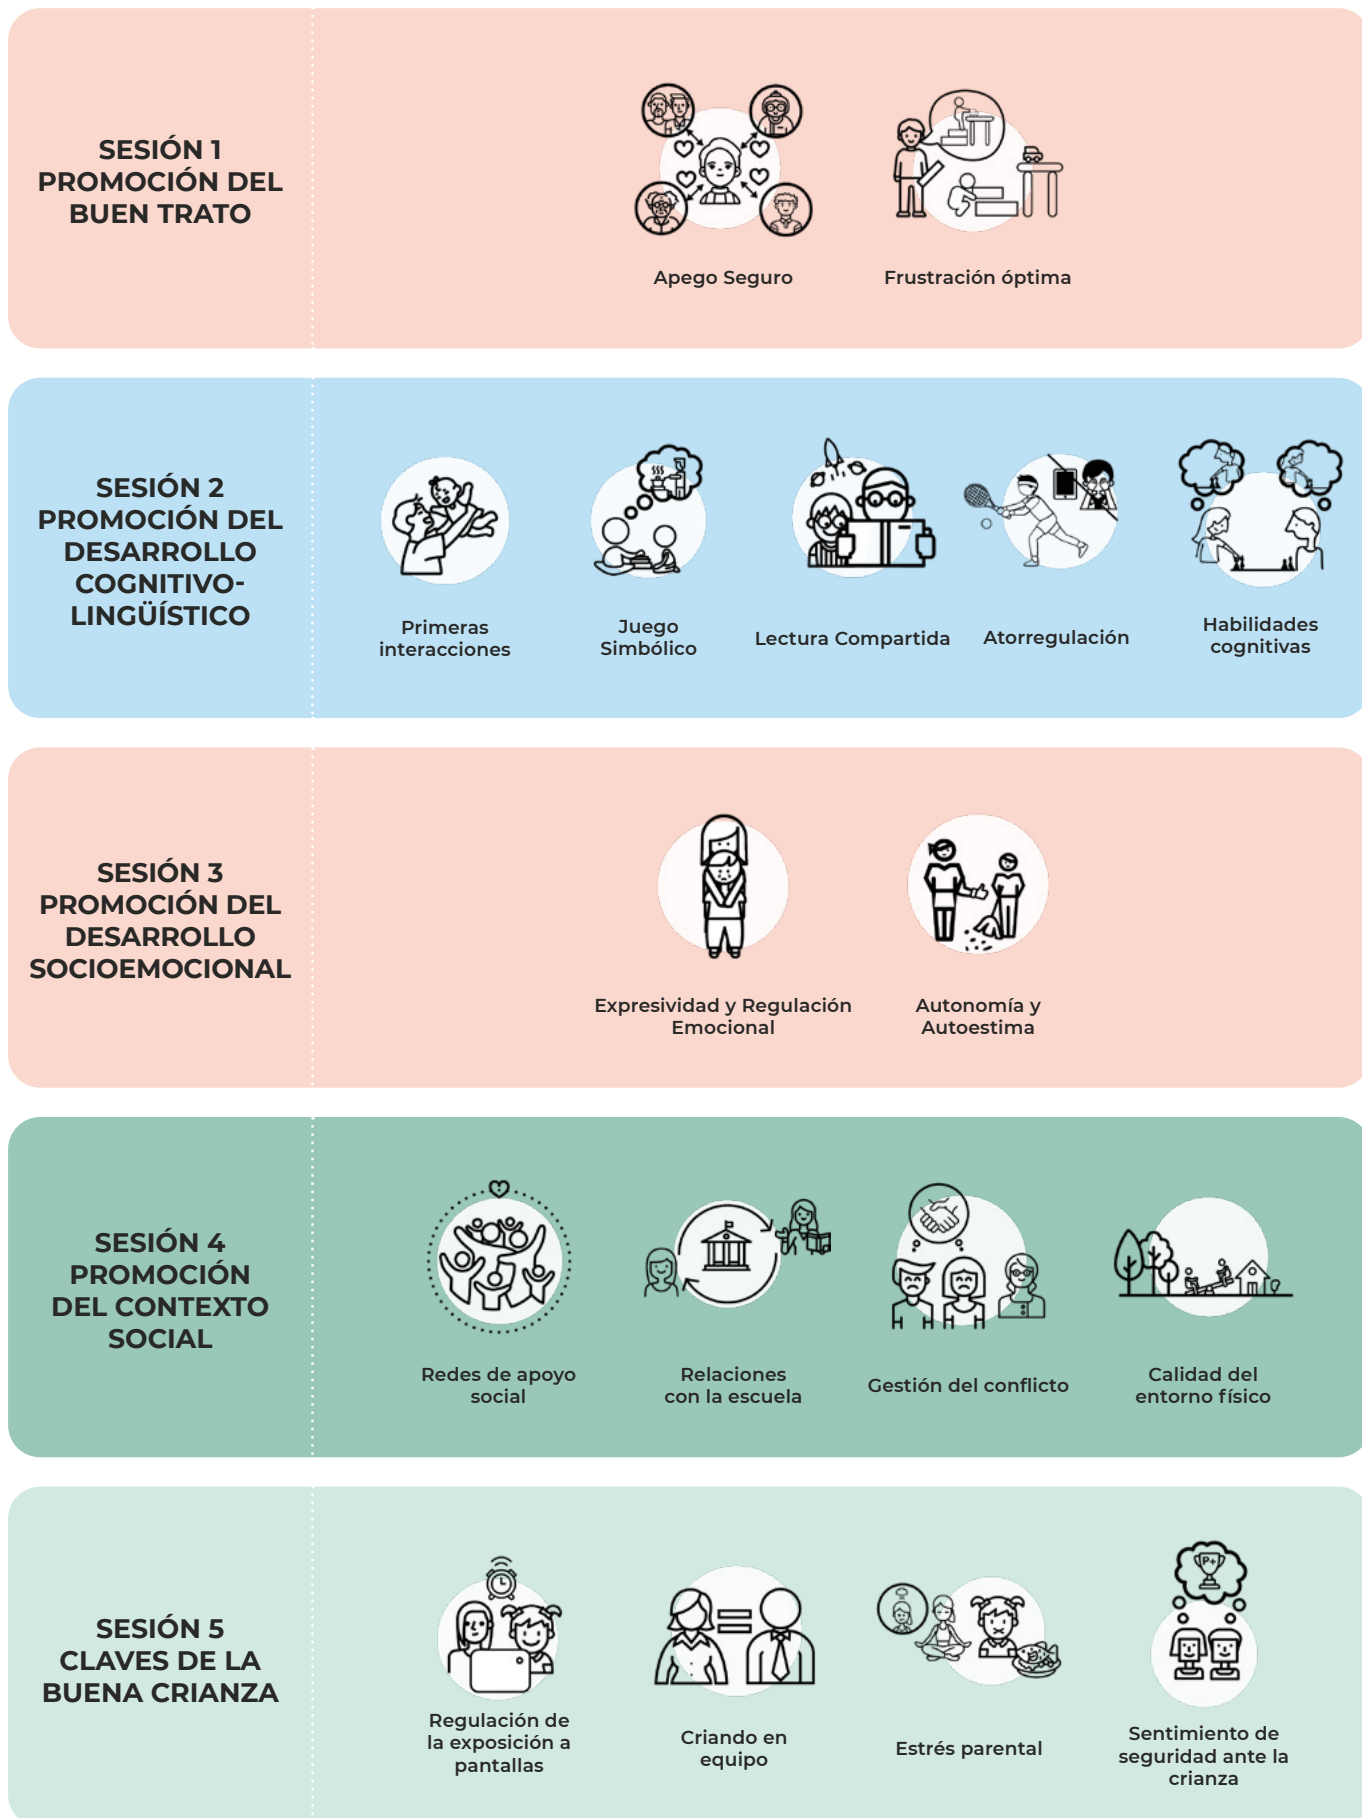 SESIÓN 1
PROMOCIÓN DEL
BUEN TRATO
Apego Seguro
Frustración óptima
SESIÓN 2
PROMOCIÓN DEL
DESARROLLO
COGNITIVO-
LINGÜÍSTICO
Primeras
interacciones
Juego
Simbólico
Lectura Compartida
Atorregulación
Habilidades
cognitivas
SESIÓN 3
PROMOCIÓN DEL
DESARROLLO
SOCIOEMOCIONAL
Expresividad y Regulación
Emocional
Autonomía y
Autoestima
SESIÓN 4
PROMOCIÓN
DEL CONTEXTO
SOCIAL
Redes de apoyo
social
Relaciones
con la escuela
Gestión del conflicto
Calidad del
entorno físico
SESIÓN 5
CLAVES DE LA
BUENA CRIANZA
Regulación de
la exposición a
pantallas
Criando en
equipo
Estrés parental
P+
Sentimiento de
seguridad ante la
crianza